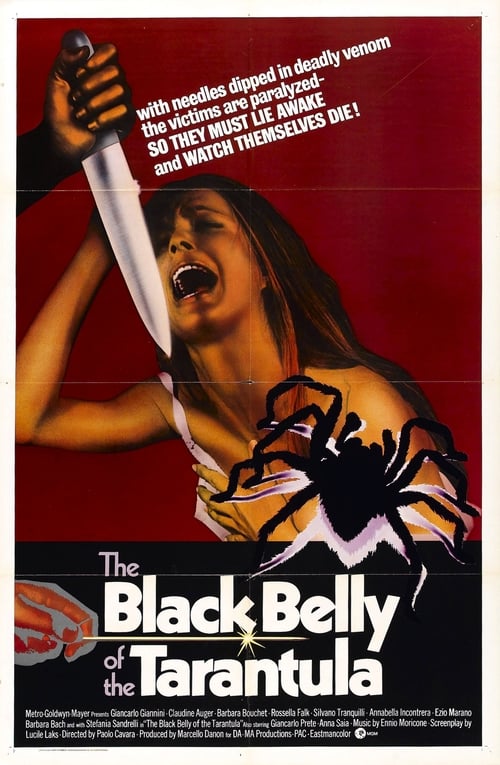 with needles dipped in deadly venom
the victims are paralyzed-
SO THEY MUST LIE AWAKE
and WATCH THEMSELVES DIE!
The
Black Belly
of the
Tarantula
Metro-Goldwyn-Mayer Presents Giancarlo Giannini · Claudine Auger · Barbara Bouchet · Rossella Falk · Silvano Tranquilli · Annabella Incontrera · Ezio Marano
Barbara Bach and with Stefania Sandrelli in "The Black Belly of the Tarantula" Also starring Giancarlo Prete · Anna Saia · Music by Ennio Moricone · Screenplay by
Lucile Laks · Directed by Paolo Cavara · Produced by Marcello Danon for DA·MA Productions-PAC · Eastmancolor MGM